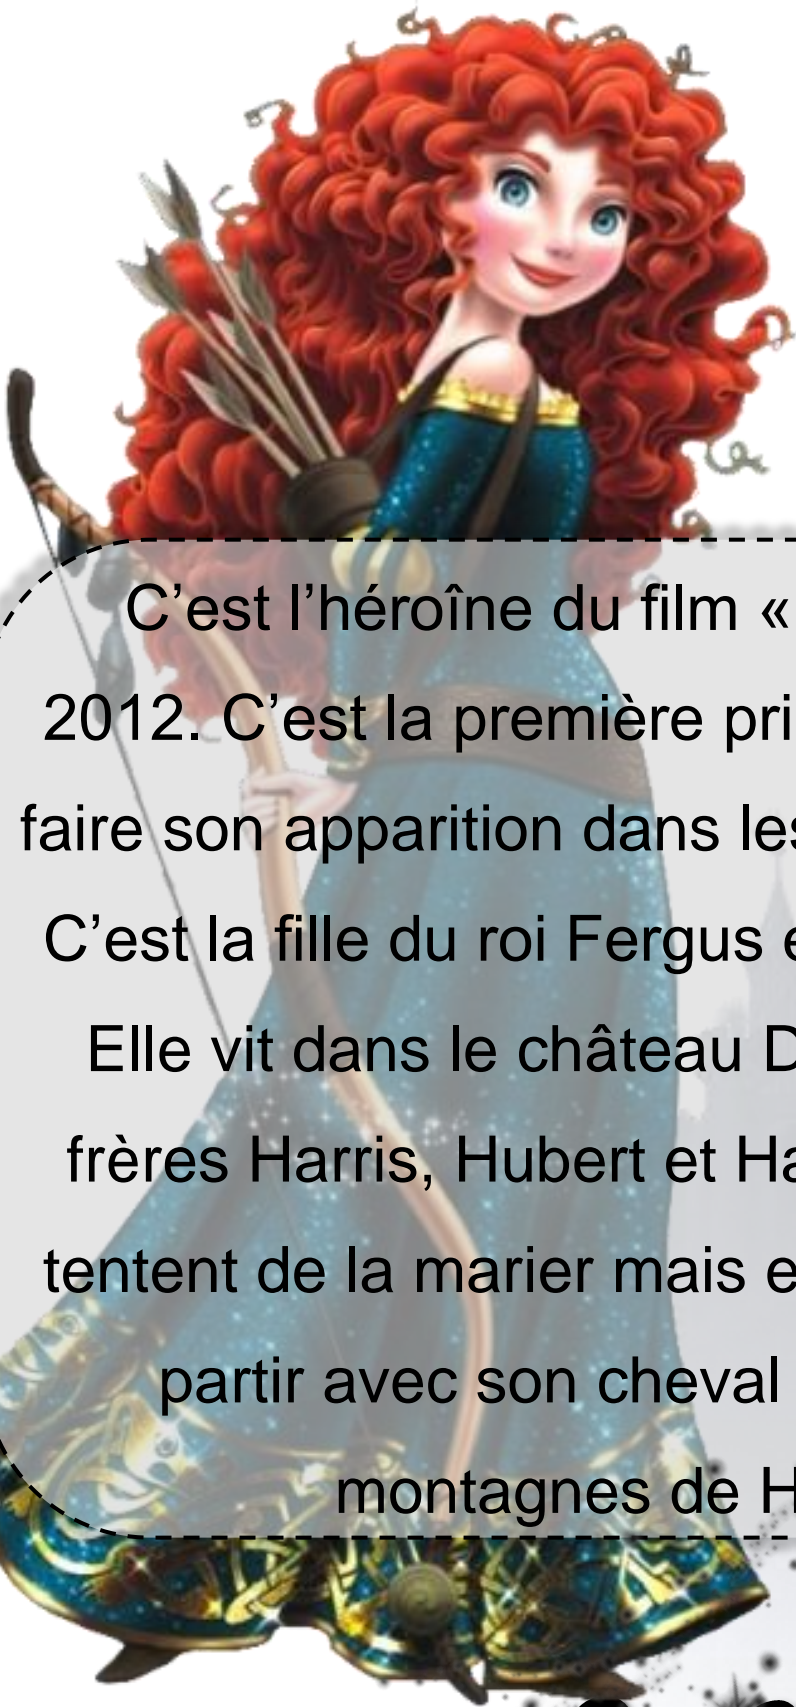 C’est l’héroîne du film «
2012. C’est la première pri
faire son apparition dans les
C’est la fille du roi Fergus e
Elle vit dans le château D
frères Harris, Hubert et Ha
tentent de la marier mais e
partir avec son cheval
montagnes de H